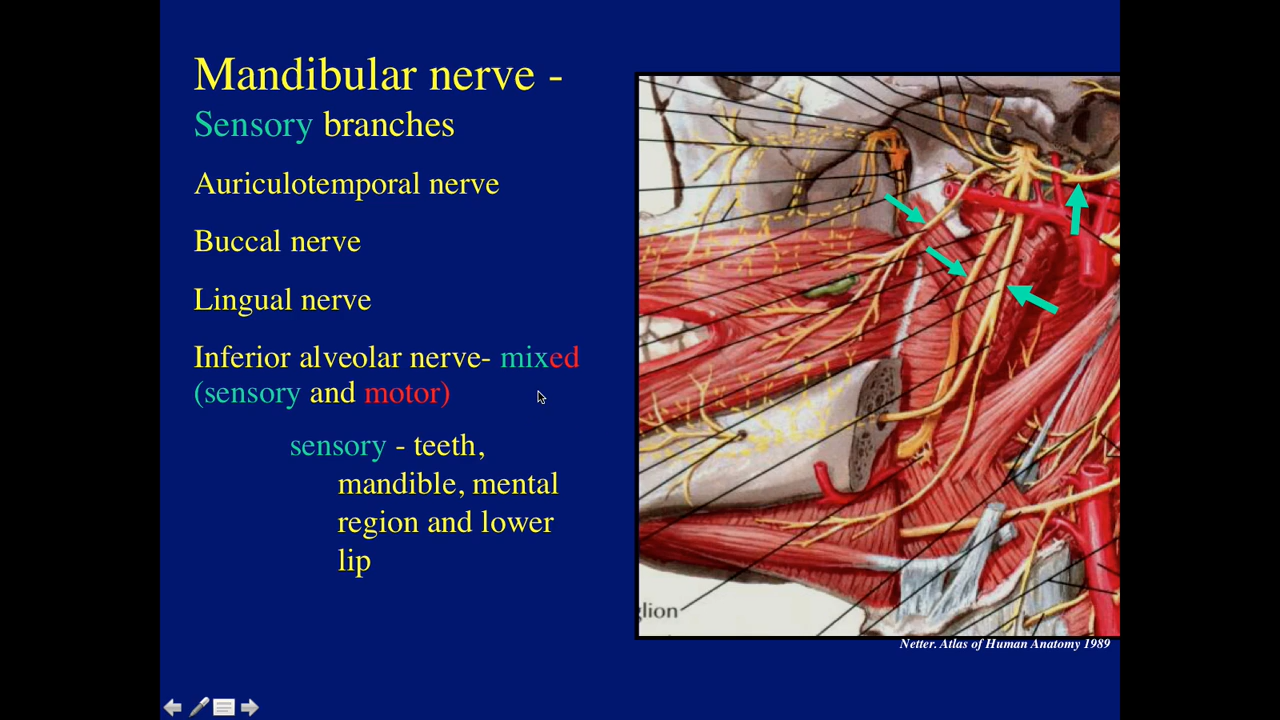 Mandibular nerve -
Sensory branches
Auriculotemporal nerve
Buccal nerve
Lingual nerve
Inferior alveolar nerve- mixed
(sensory and motor)
sensory - teeth,
mandible, mental
region and lower
lip
glion
Netter. Atlas of Human Anatomy 1989